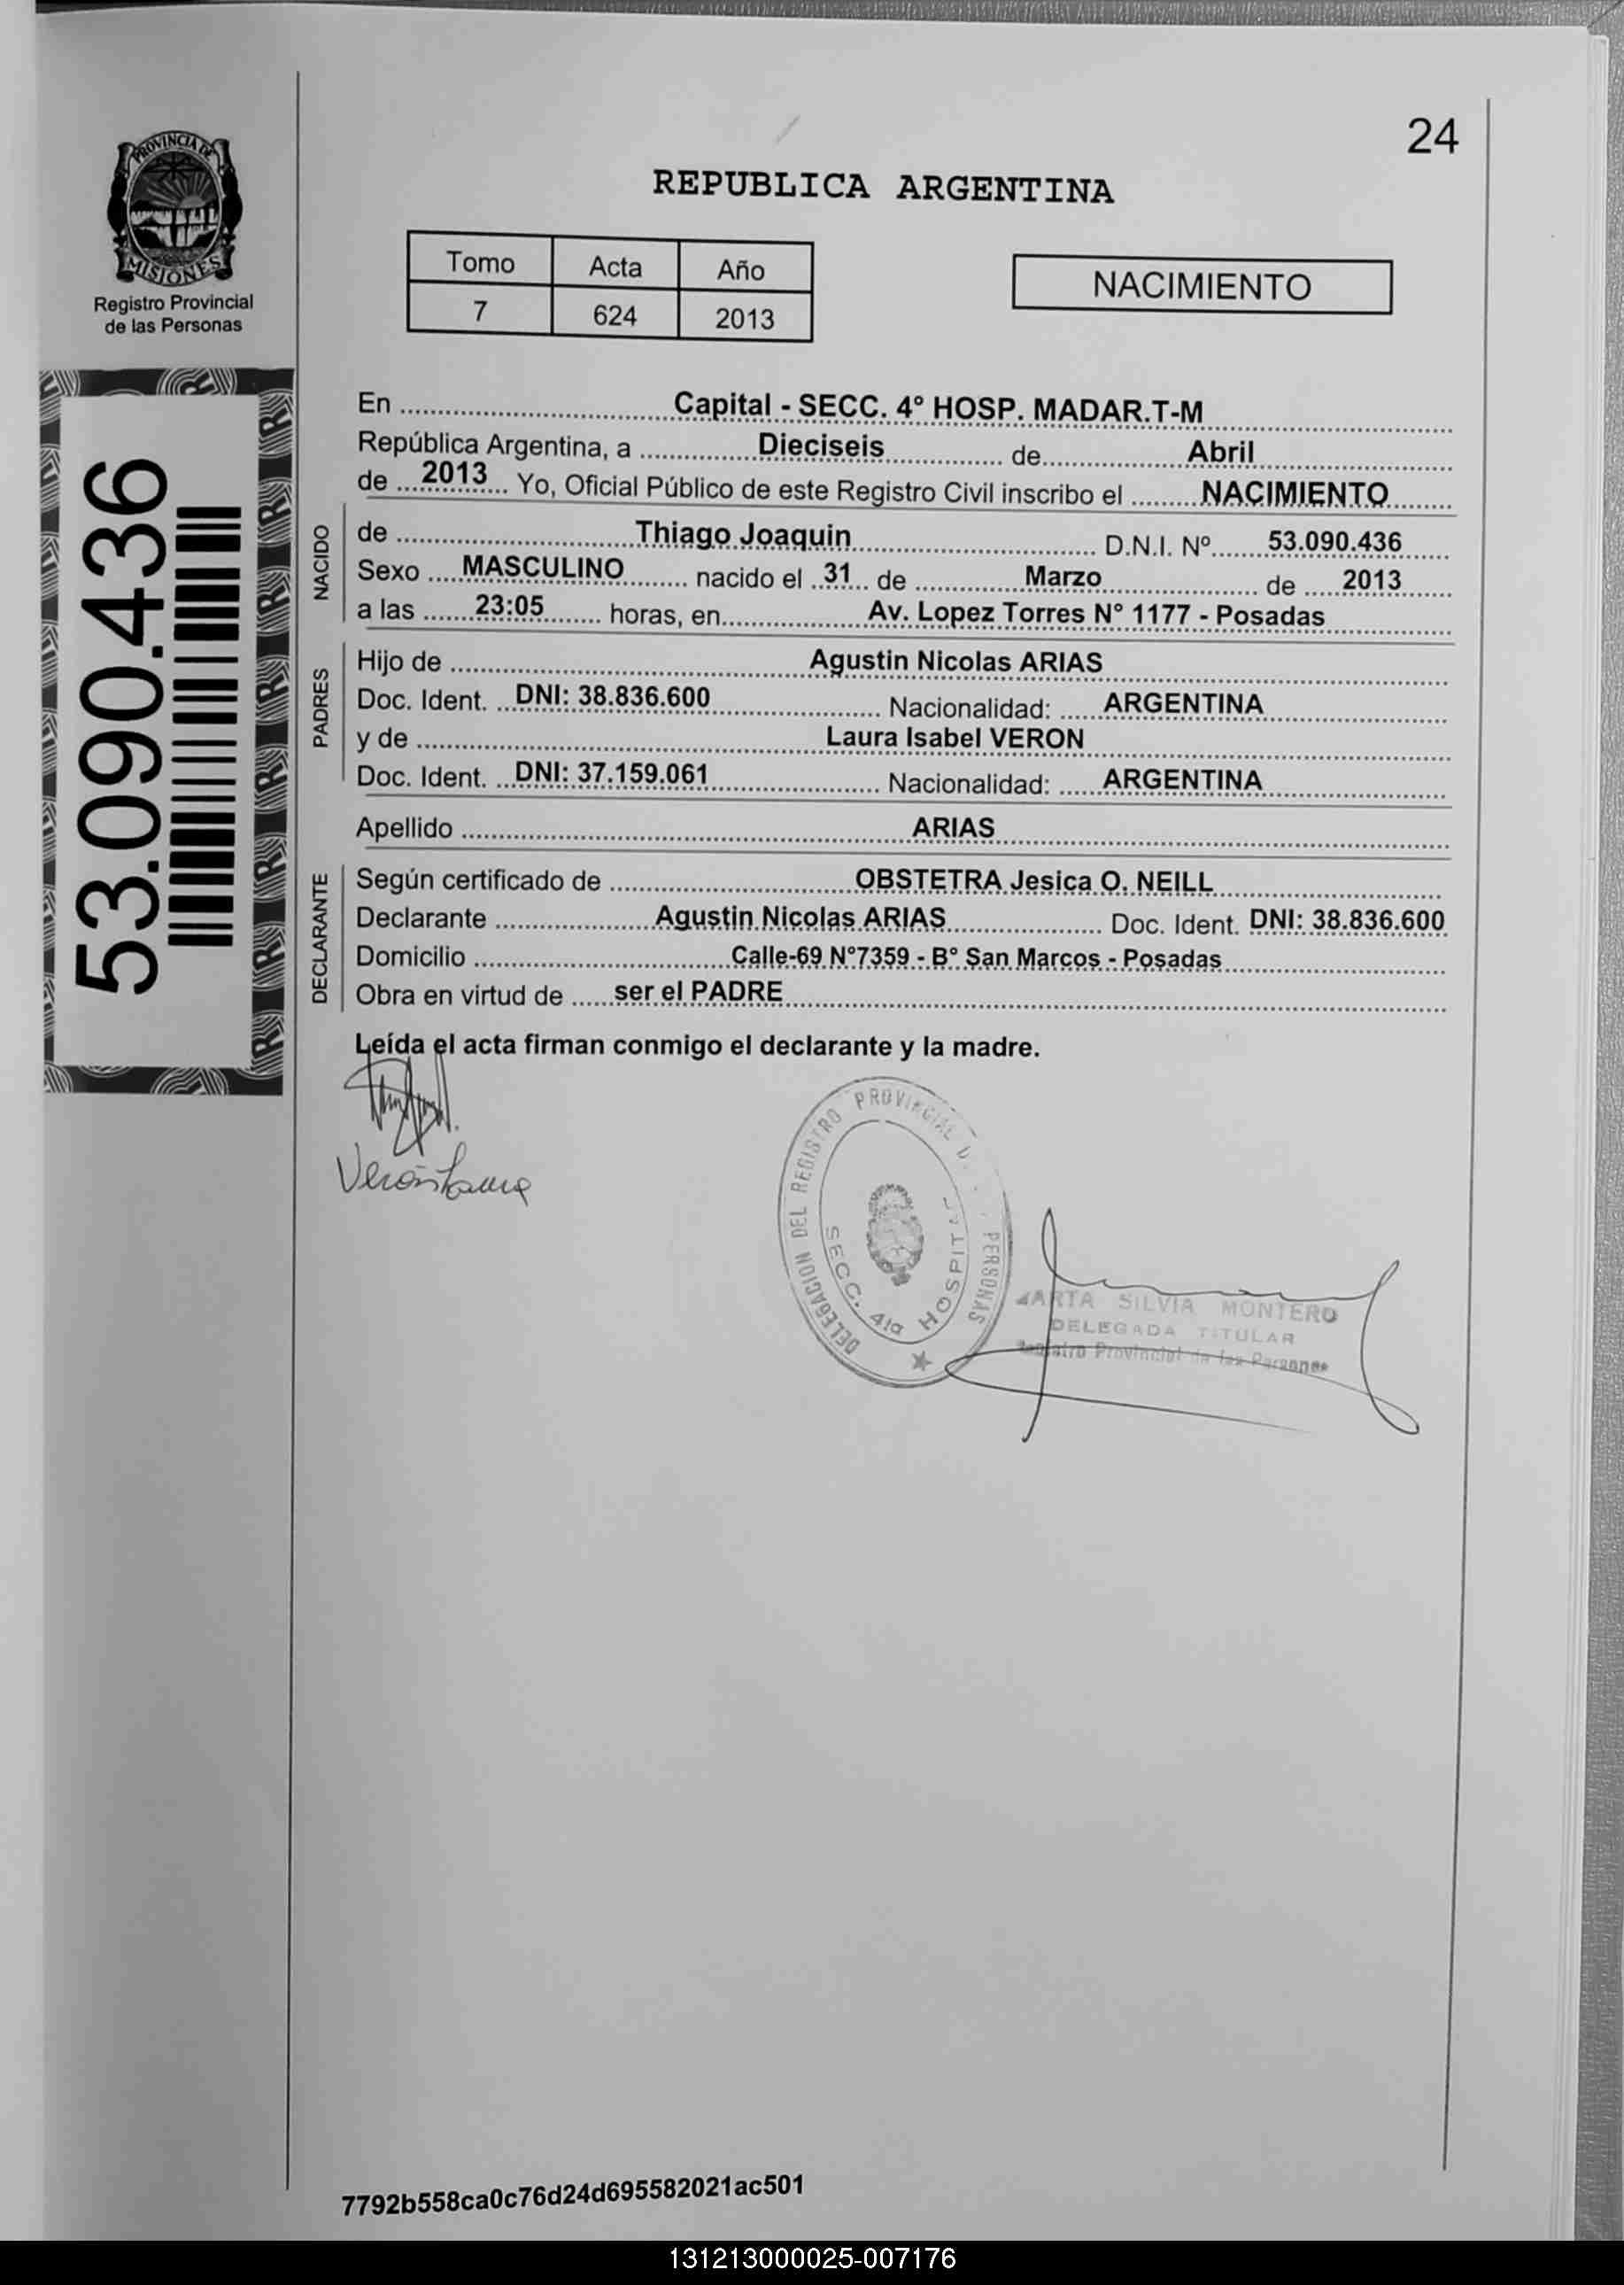 24
PROVINCIA DE
MISIONES
Registro Provincial
de las Personas
REPUBLICA ARGENTINA
Tomo Acta Año
7 624 2013
NACIMIENTO
53.090.436
En Capital - SECC. 4° HOSP. MADAR.T-M
República Argentina, a Dieciseis de Abril
de 2013 Yo, Oficial Público de este Registro Civil inscribo el NACIMIENTO
NACIDO
de Thiago Joaquin D.N.I. Nº 53.090.436
Sexo MASCULINO nacido el 31 de Marzo de 2013
a las 23:05 horas, en Av. Lopez Torres N° 1177 - Posadas
PADRES
Hijo de Agustin Nicolas ARIAS
Doc. Ident. DNI: 38.836.600 Nacionalidad: ARGENTINA
y de Laura Isabel VERON
Doc. Ident. DNI: 37.159.061 Nacionalidad: ARGENTINA
Apellido ARIAS
DECLARANTE
Según certificado de OBSTETRA Jesica O. NEILL
Declarante Agustin Nicolas ARIAS Doc. Ident. DNI: 38.836.600
Domicilio Calle-69 N°7359 - B° San Marcos - Posadas
Obra en virtud de ser el PADRE
Leída el acta firman conmigo el declarante y la madre.
Verón Laura
DELEGACION DEL REGISTRO PROVINCIAL PERSONAS
SECC. 4ta HOSPITAL
MARTA SILVIA MONTERO
DELEGADA TITULAR
Registro Provincial de las Personas
7792b558ca0c76d24d695582021ac501
131213000025-007176